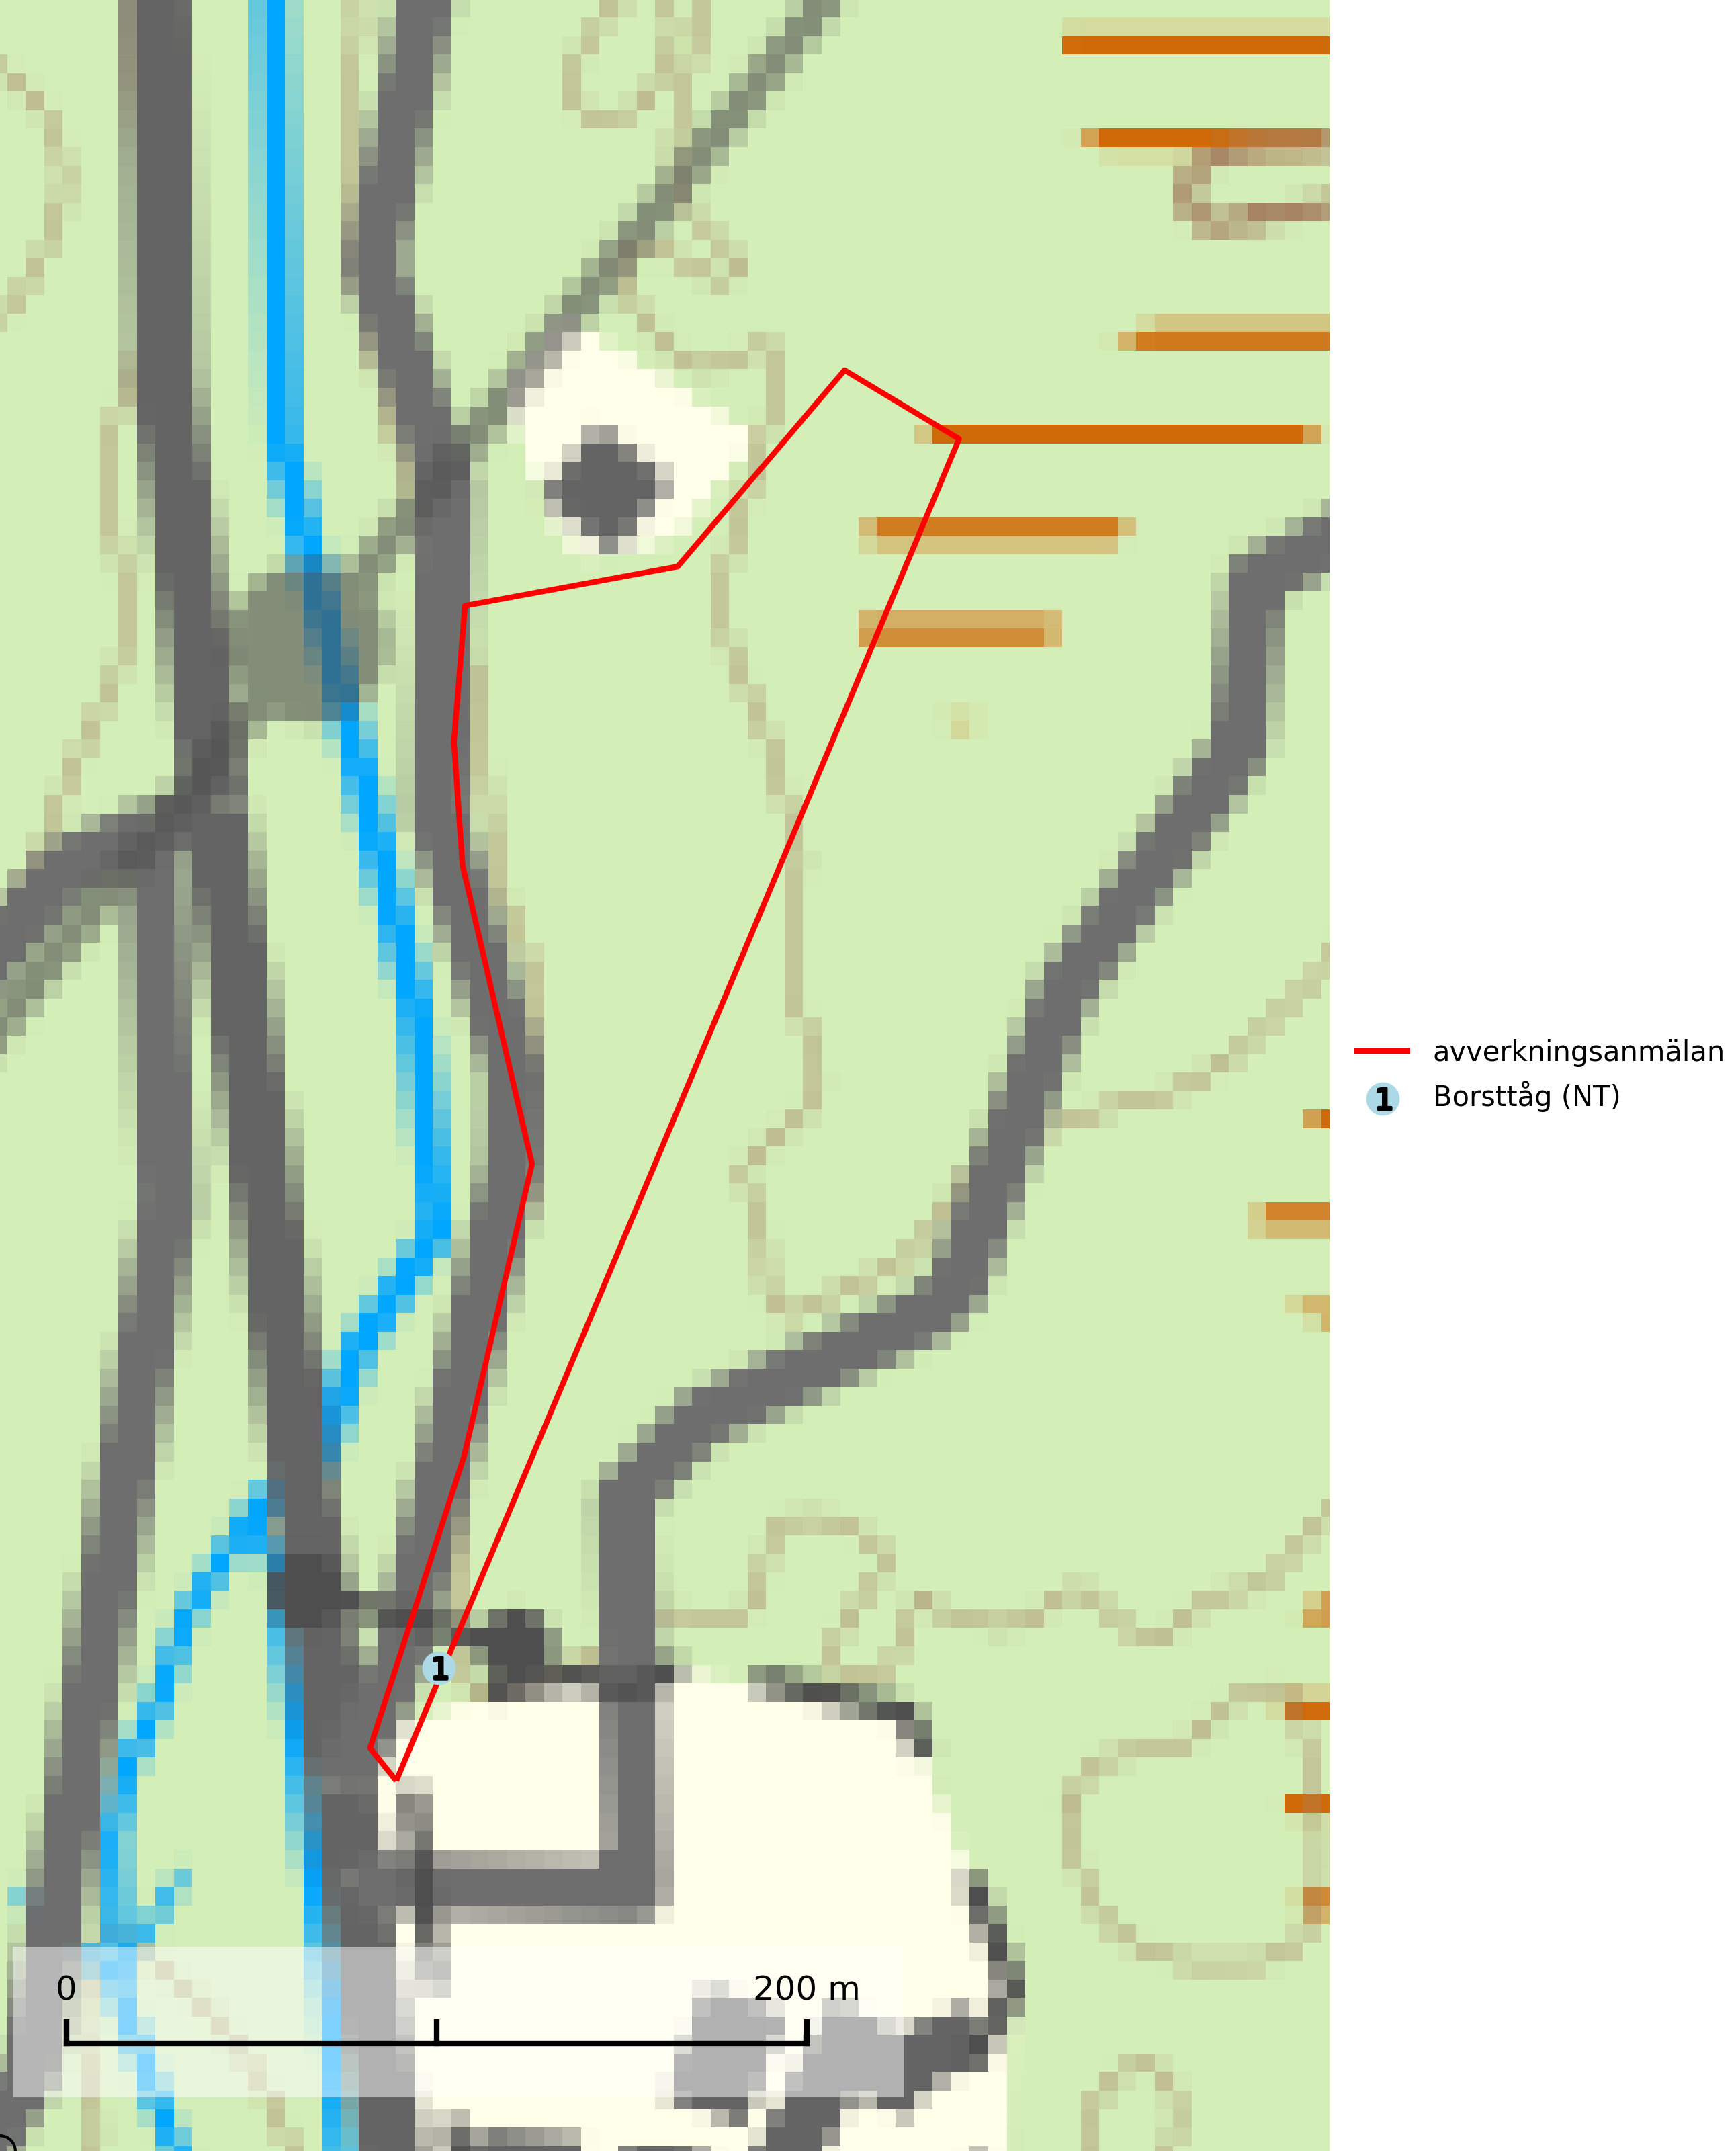 avverkningsanmälan
1 Borsttåg (NT)
1
0 200 m